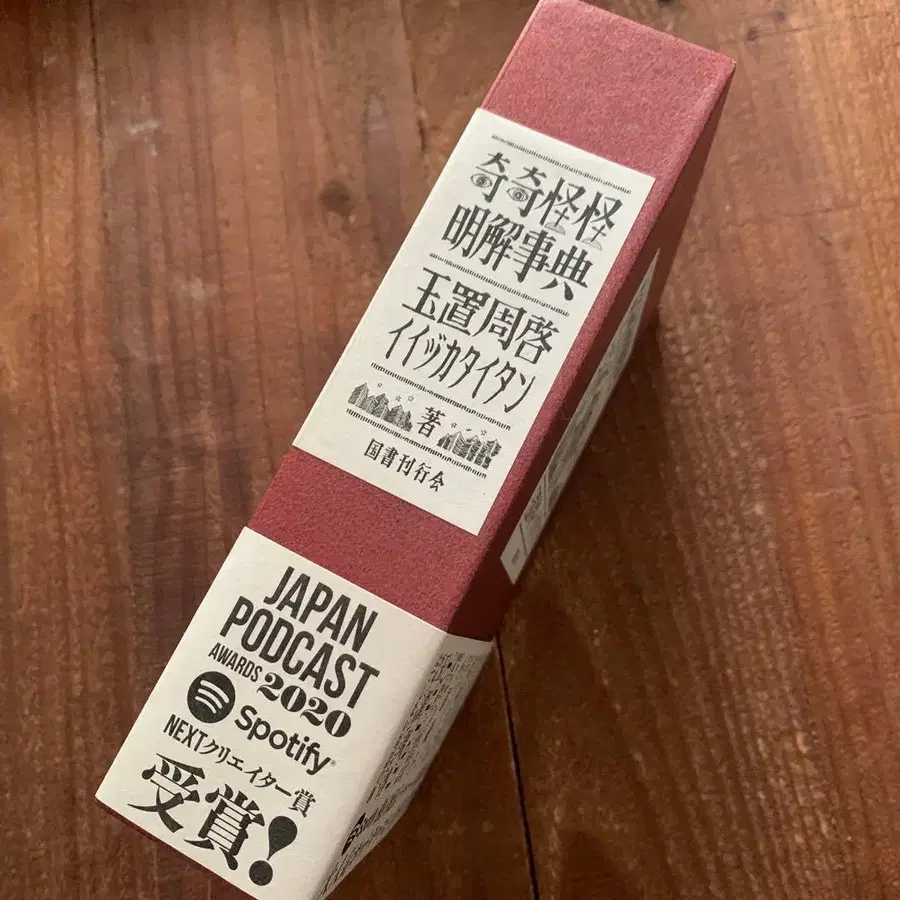 奇奇怪怪
明解事典
玉置周啓
イイヅカタイタン
著
国書刊行会
JAPAN
PODCAST
AWARDS 2020
Spotify
NEXTクリエイター賞
受賞!